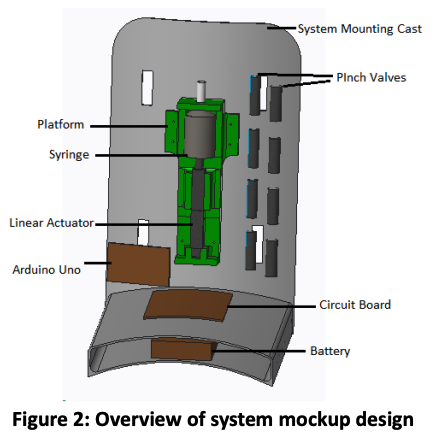 System Mounting Cast
PInch Valves
Platform
Syringe
Linear Actuator
Arduino Uno
Circuit Board
Battery
Figure 2: Overview of system mockup design